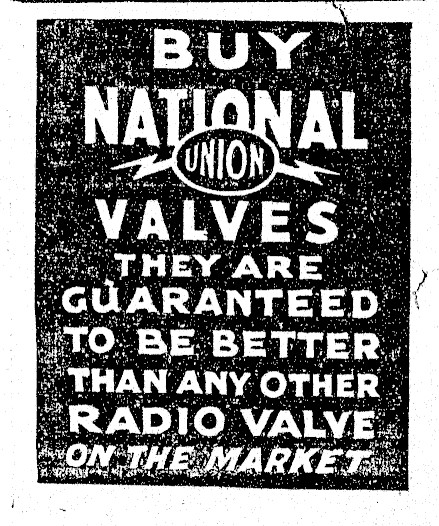 BUY
NATIONAL
UNION
VALVES
THEY ARE
GUARANTEED
TO BE BETTER
THAN ANY OTHER
RADIO VALVE
ON THE MARKET